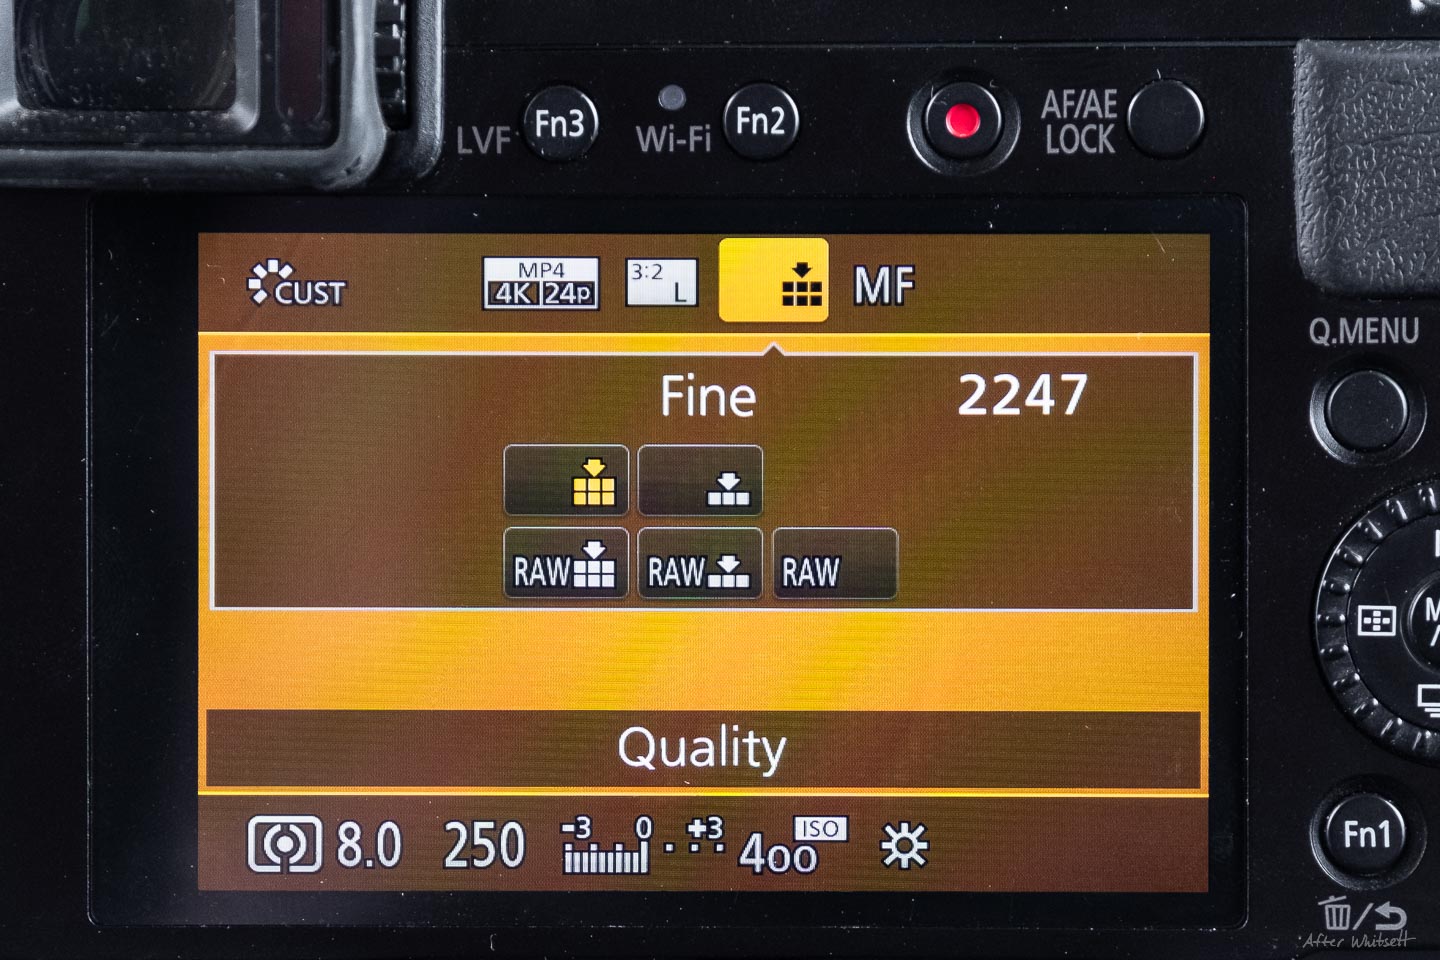 LVF Fn3 Wi-Fi Fn2 AF/AE
LOCK
CUST MP4 4K 24p 3:2 L MF
Q.MENU
Fine 2247
RAW RAW RAW
Quality
8.0 250 -3 0 +3 400 ISO
Fn1
After Whitsett